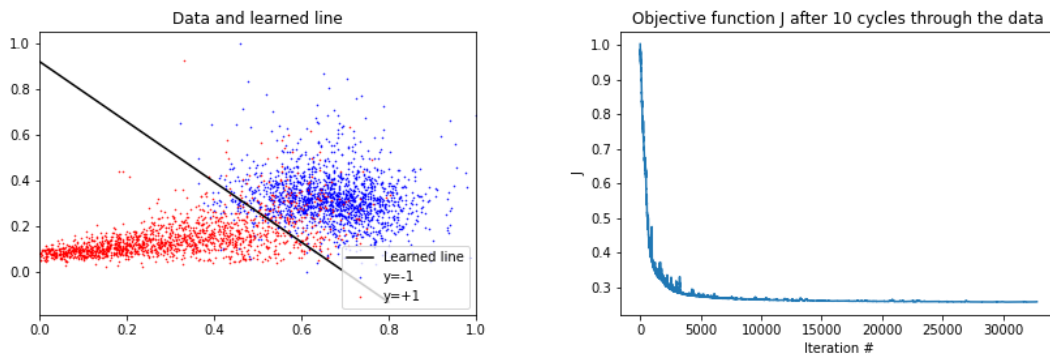 Data and learned line
1.0
0.8
0.6
0.4
0.2
0.0
0.0 0.2 0.4 0.6 0.8 1.0
Learned line
y=-1
y=+1
Objective function J after 10 cycles through the data
1.0
0.9
0.8
0.7
0.6
0.5
0.4
0.3
J
0 5000 10000 15000 20000 25000 30000
Iteration #